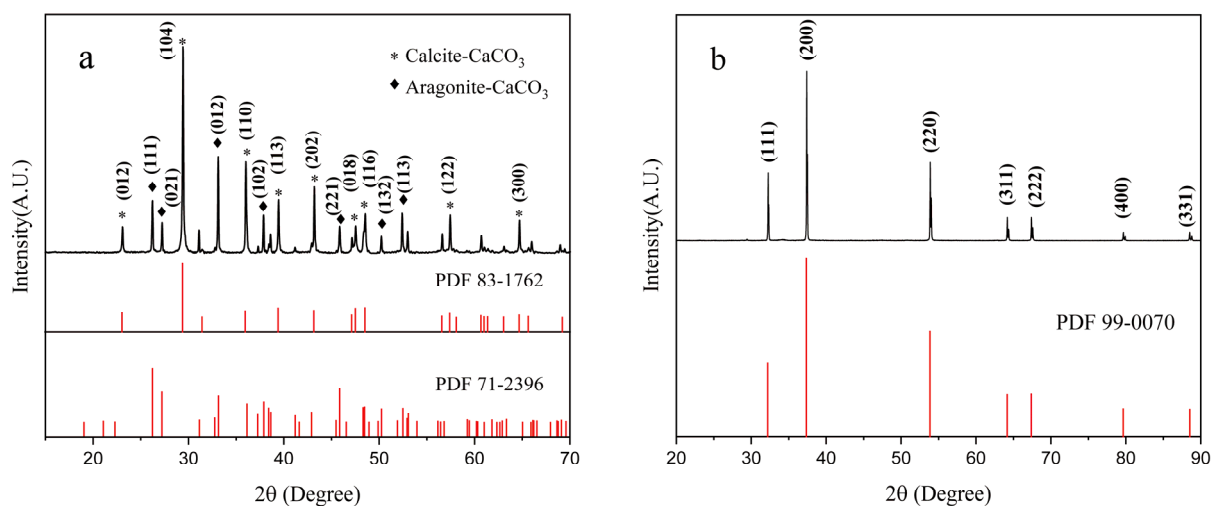 a
* Calcite-CaCO₃
♦ Aragonite-CaCO₃
(012)
(111)
(021)
(104)
(012)
(110)
(102)
(113)
(202)
(221)
(018)
(116)
(132)
(113)
(122)
(300)
PDF 83-1762
PDF 71-2396
Intensity(A.U.)
20 30 40 50 60 70
2θ (Degree)
b
(111)
(200)
(220)
(311)
(222)
(400)
(331)
PDF 99-0070
Intensity(A.U.)
20 30 40 50 60 70 80 90
2θ (Degree)